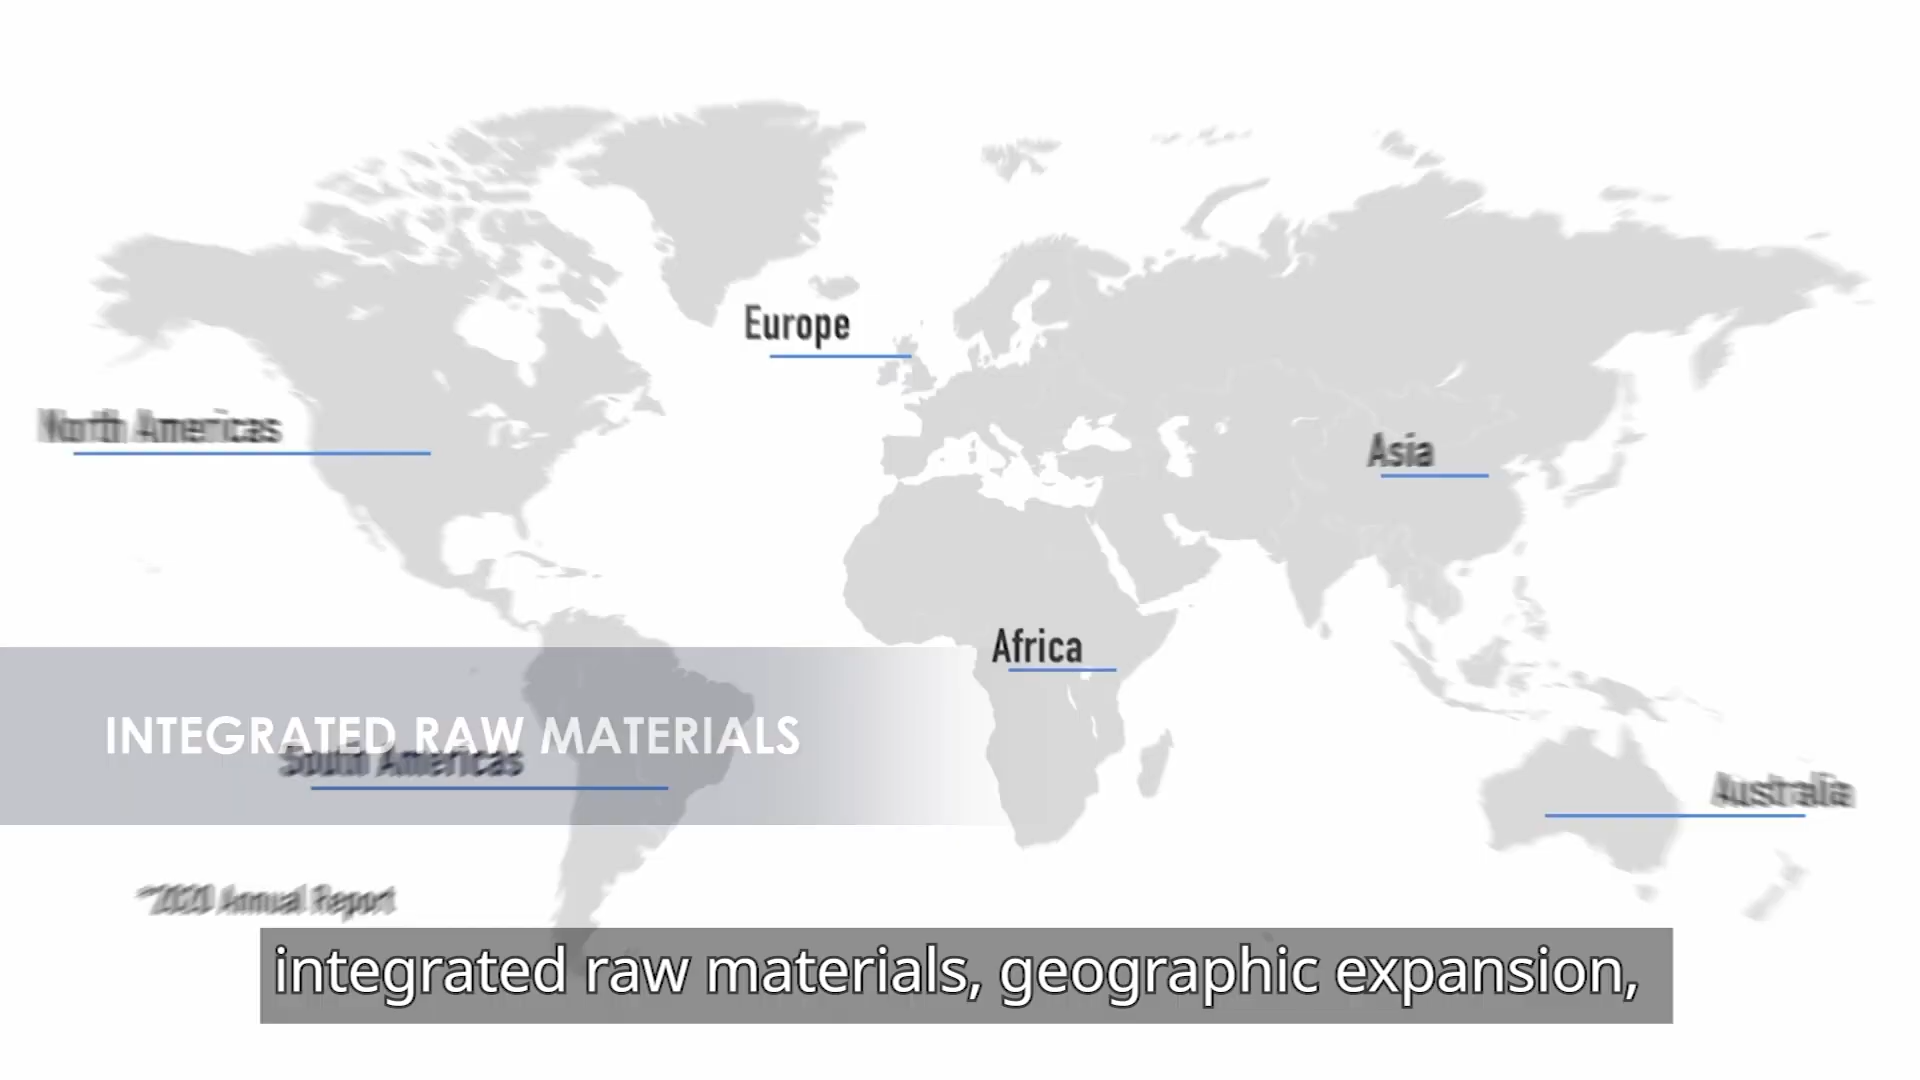 Europe
North Americas
Asia
Africa
INTEGRATED RAW MATERIALS
South Americas
Australia
*2020 Annual Report
integrated raw materials, geographic expansion,